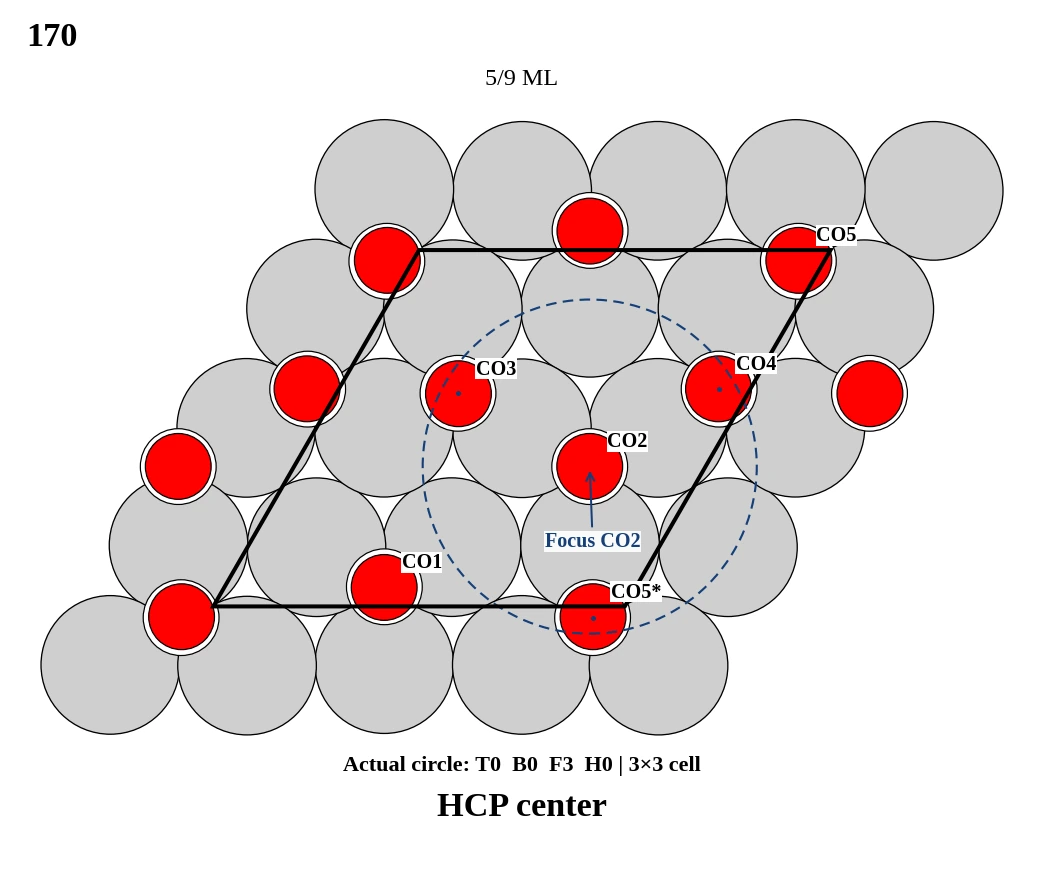 170
5/9 ML
CO5
CO4
CO3
CO2
Focus CO2
CO1
CO5*
Actual circle: T0 B0 F3 H0 | 3×3 cell
HCP center